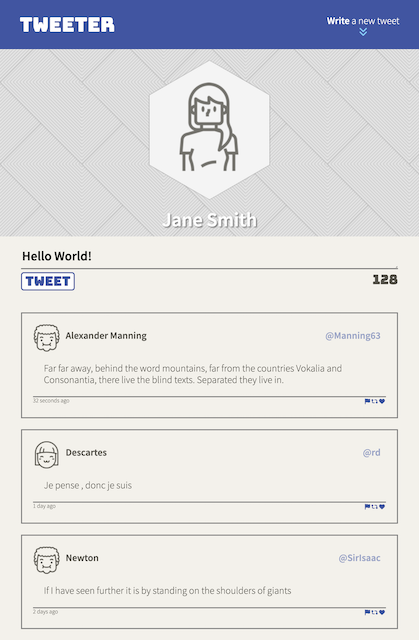 TWEETER
Write a new tweet
Jane Smith
Hello World!
TWEET
128
Alexander Manning
@Manning63
Far far away, behind the word mountains, far from the countries Vokalia and
Consonantia, there live the blind texts. Separated they live in.
32 seconds ago
Descartes
@rd
Je pense , donc je suis
1 day ago
Newton
@SirIsaac
If I have seen further it is by standing on the shoulders of giants
2 days ago